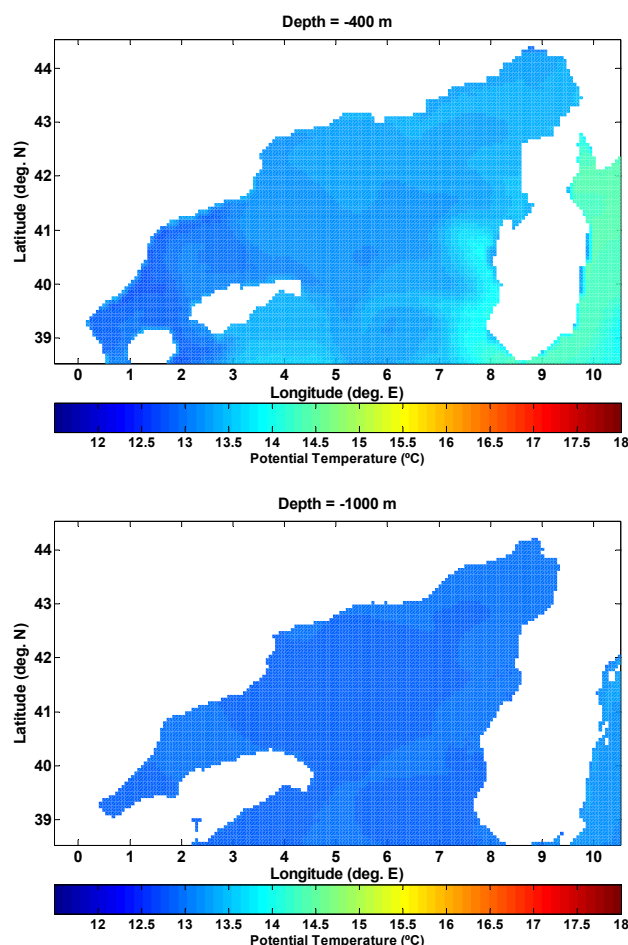 Depth = -400 m
44
43
42
41
40
39
Latitude (deg. N)
0 1 2 3 4 5 6 7 8 9 10
Longitude (deg. E)
12 12.5 13 13.5 14 14.5 15 15.5 16 16.5 17 17.5 18
Potential Temperature (ºC)
Depth = -1000 m
44
43
42
41
40
39
Latitude (deg. N)
0 1 2 3 4 5 6 7 8 9 10
Longitude (deg. E)
12 12.5 13 13.5 14 14.5 15 15.5 16 16.5 17 17.5 18
Potential Temperature (ºC)